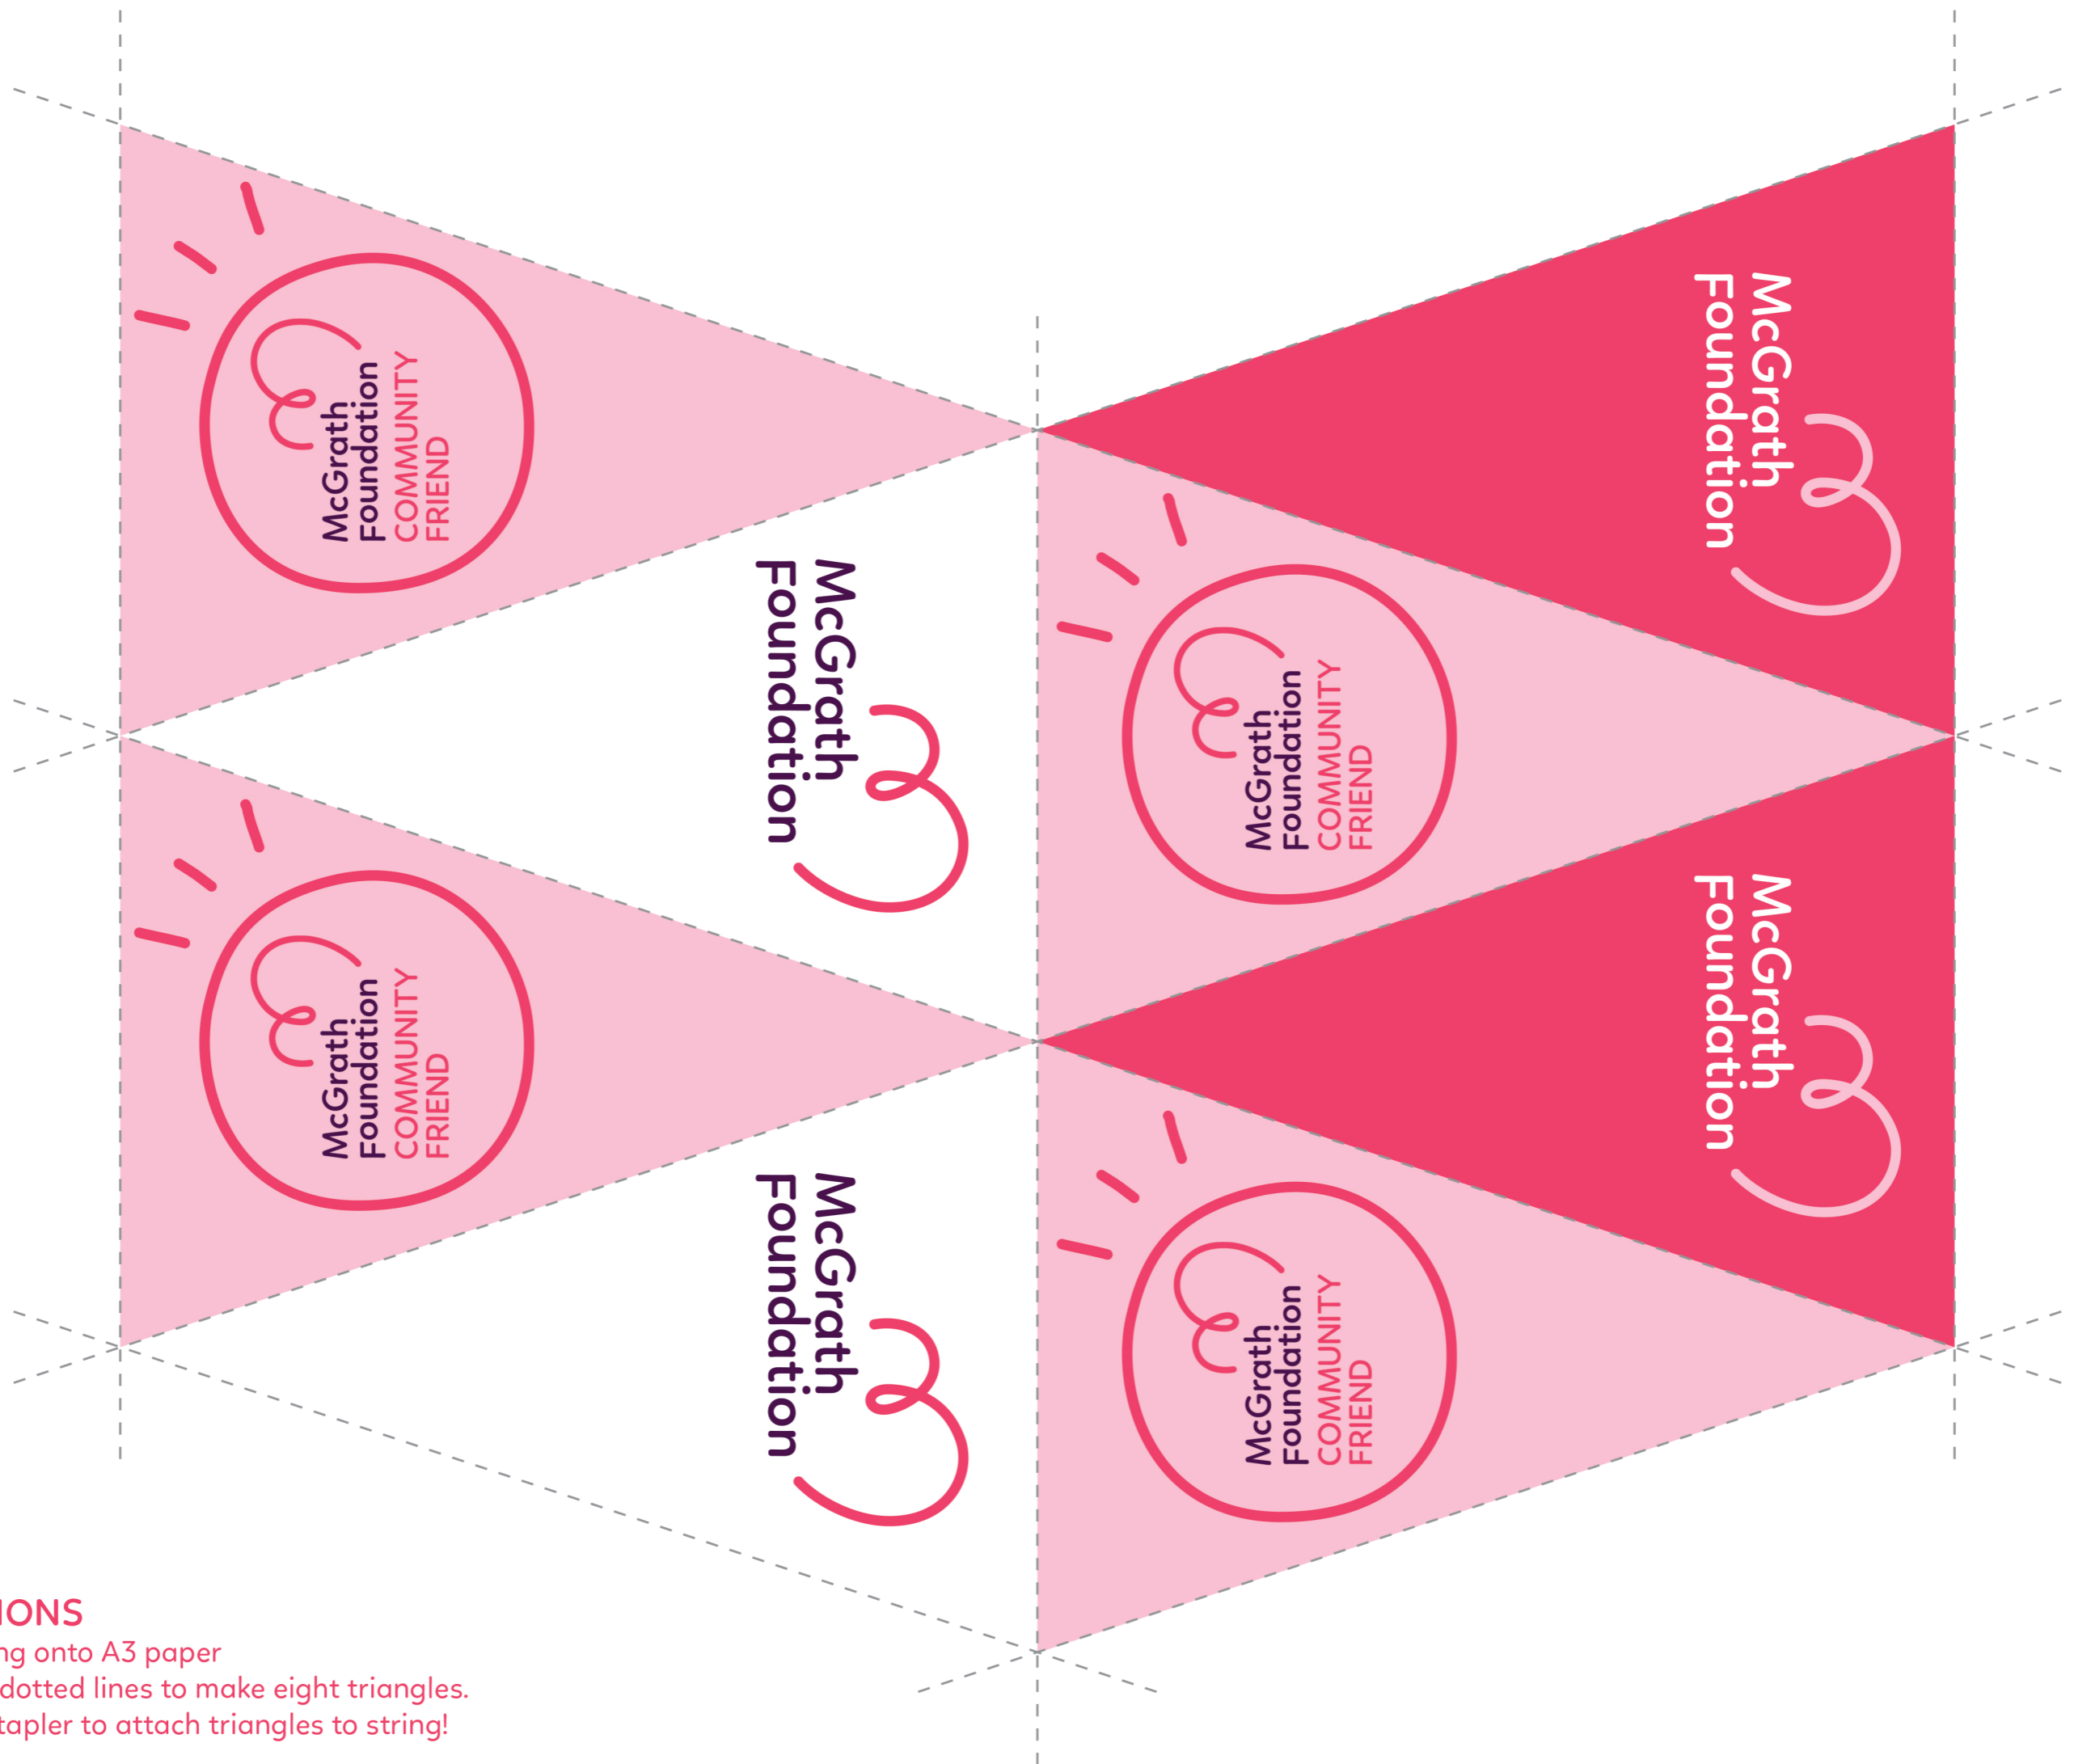 McGrath
Foundation
COMMUNITY
FRIEND
McGrath
Foundation
McGrath
Foundation
McGrath
Foundation
COMMUNITY
FRIEND
McGrath
Foundation
COMMUNITY
FRIEND
McGrath
Foundation
McGrath
Foundation
McGrath
Foundation
COMMUNITY
FRIEND
IONS
ng onto A3 paper
dotted lines to make eight triangles.
tapler to attach triangles to string!